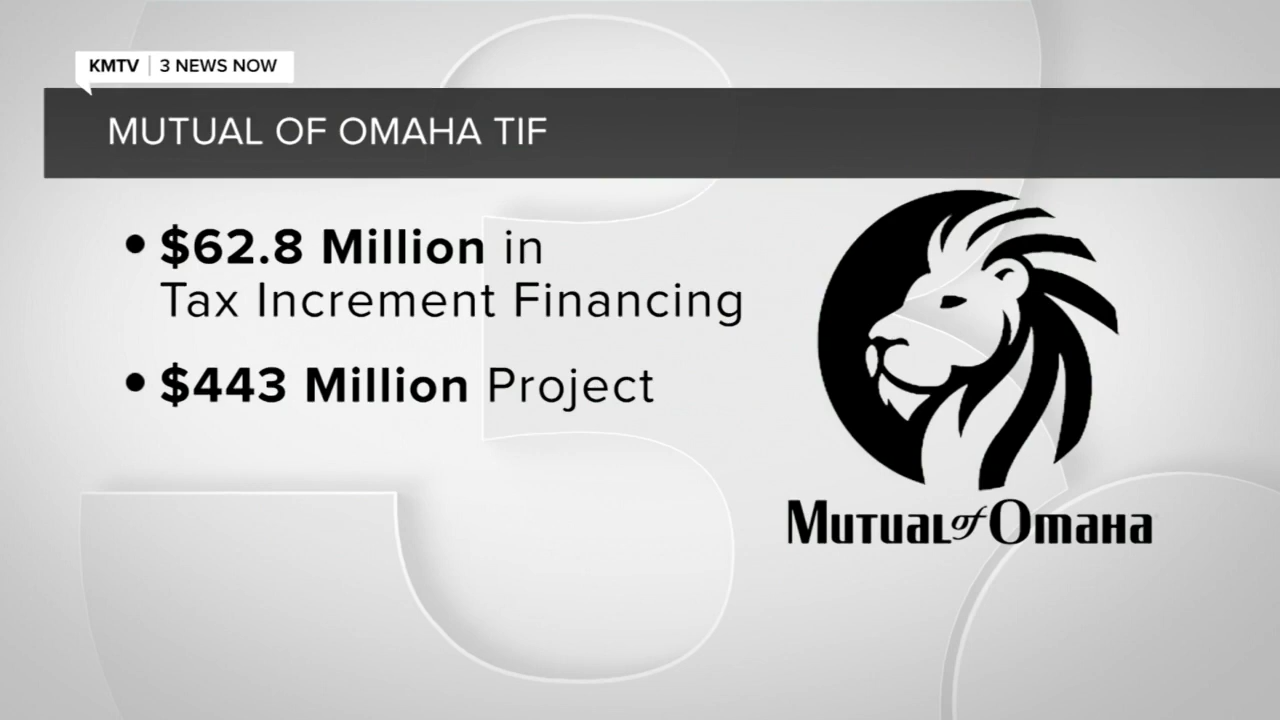 KMTV | 3 NEWS NOW
MUTUAL OF OMAHA TIF
• $62.8 Million in
Tax Increment Financing
• $443 Million Project
Mutual of Omaha